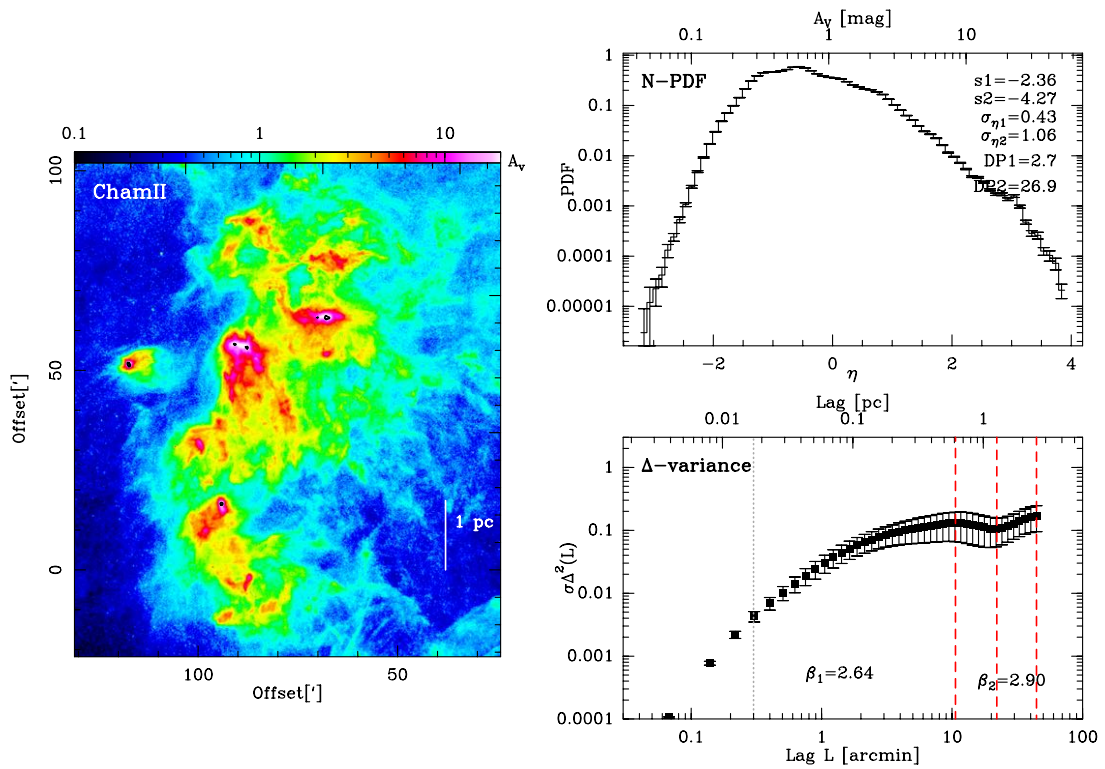 0.1 1 10 A_v
ChamII
1 pc
100
50
0
Offset[′]
100 50
Offset[′]
A_V [mag]
0.1 1 10
N-PDF
s1=−2.36
s2=−4.27
σ_η1=0.43
σ_η2=1.06
DP1=2.7
DP2=26.9
1
0.1
0.01
0.001
0.0001
0.00001
PDF
−2 0 2 4
η
Lag [pc]
0.01 0.1 1
Δ-variance
β_1=2.64
β_2=2.90
1
0.1
0.01
0.001
0.0001
σΔ²(L)
0.1 1 10 100
Lag L [arcmin]